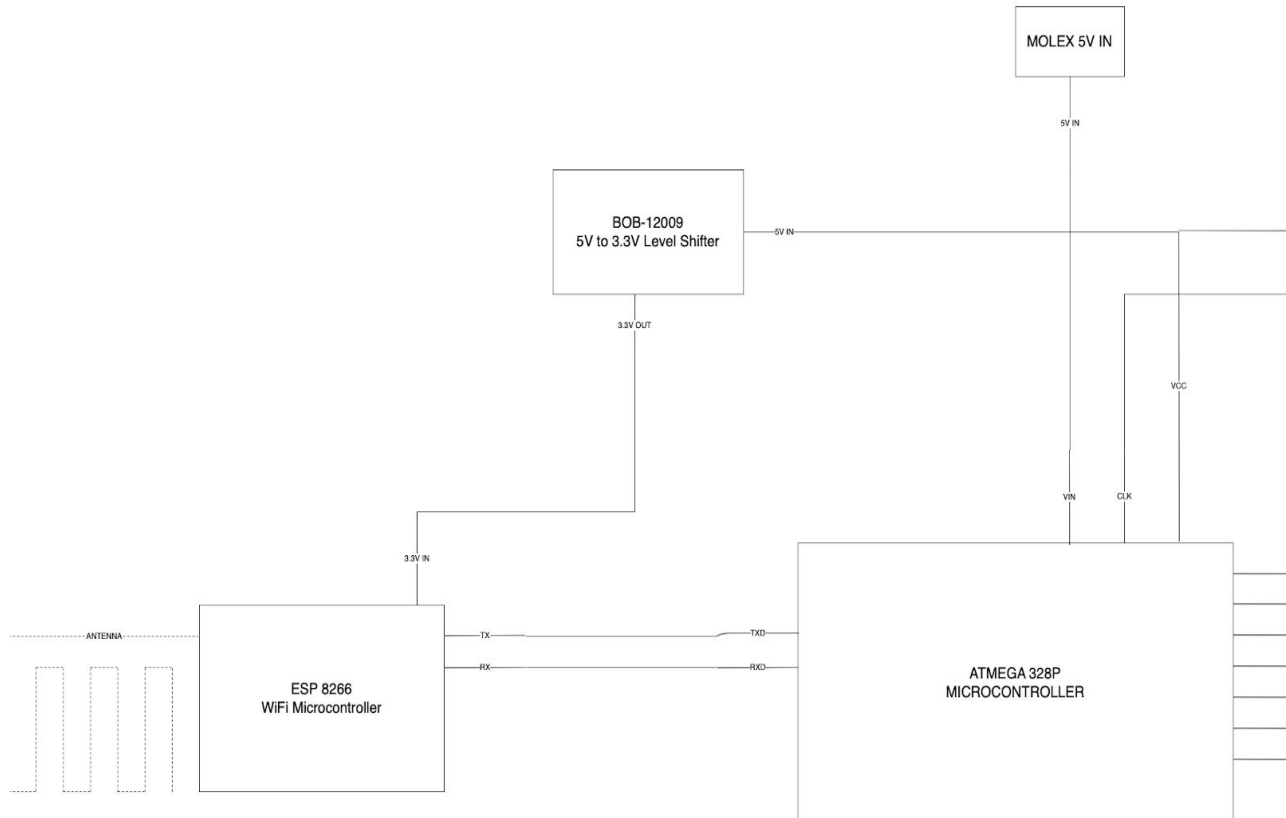 MOLEX 5V IN
5V IN
BOB-12009
5V to 3.3V Level Shifter
5V IN
3.3V OUT
VCC
VIN
CLK
3.3V IN
ANTENNA
TX
TXD
RX
RXD
ESP 8266
WiFi Microcontroller
ATMEGA 328P
MICROCONTROLLER